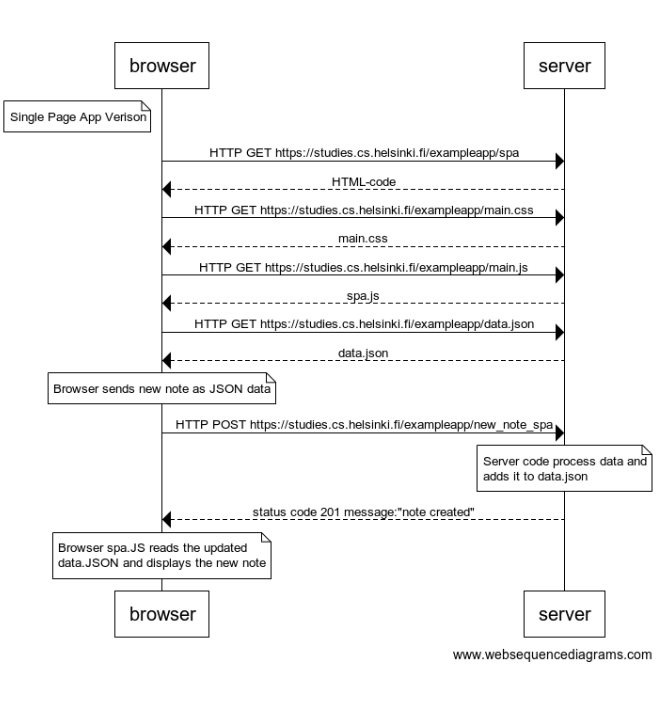 browser
server
Single Page App Verison
HTTP GET https://studies.cs.helsinki.fi/exampleapp/spa
HTML-code
HTTP GET https://studies.cs.helsinki.fi/exampleapp/main.css
main.css
HTTP GET https://studies.cs.helsinki.fi/exampleapp/main.js
spa.js
HTTP GET https://studies.cs.helsinki.fi/exampleapp/data.json
data.json
Browser sends new note as JSON data
HTTP POST https://studies.cs.helsinki.fi/exampleapp/new_note_spa
Server code process data and
adds it to data.json
status code 201 message:"note created"
Browser spa.JS reads the updated
data.JSON and displays the new note
browser
server
www.websequencediagrams.com